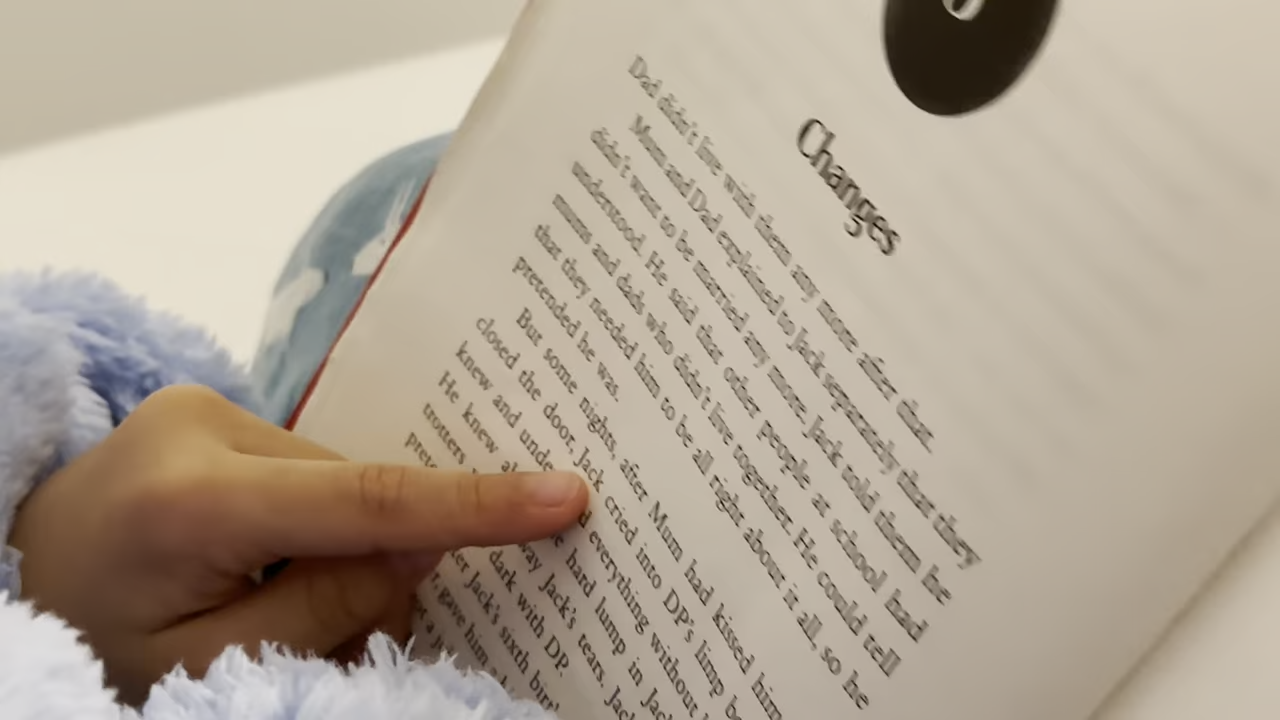 Changes
Dad didn't live with them any more after that.
Mum and Dad explained to Jack separately that they
didn't want to be married any more. Jack told them he
understood. He said that other people at school had
mums and dads who didn't live together. He could tell
that they needed him to be all right about it all, so he
pretended he was.
But some nights, after Mum had kissed him
closed the door, Jack cried into DP's limp
knew and everything without
He knew hard lump in
trotters Jack's tears.
dark with DP.
Jack's sixth
gave him